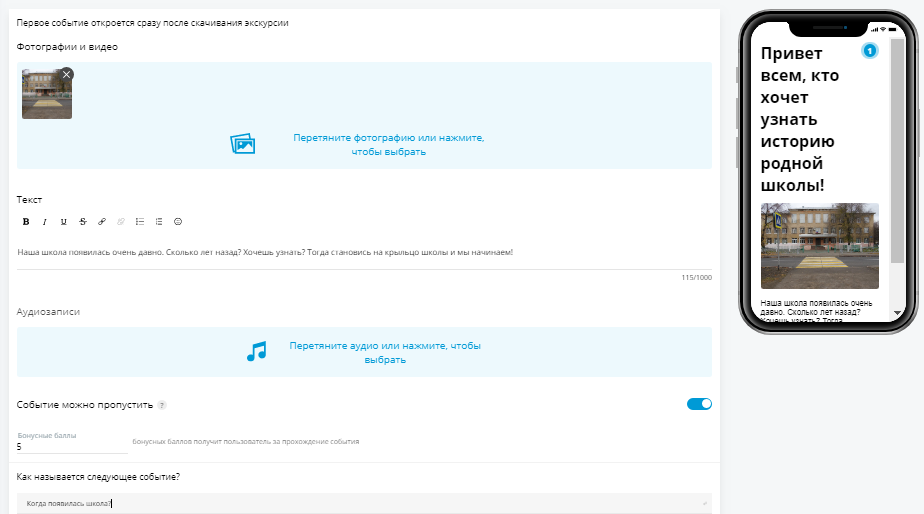 Первое событие откроется сразу после скачивания экскурсии
Фотографии и видео
Перетяните фотографию или нажмите,
чтобы выбрать
Текст
B I U S
Наша школа появилась очень давно. Сколько лет назад? Хочешь узнать? Тогда становись на крыльцо школы и мы начинаем!
115/1000
Аудиозаписи
Перетяните аудио или нажмите, чтобы
выбрать
Событие можно пропустить ?
Бонусные баллы
5
бонусных баллов получит пользователь за прохождение события
Как называется следующее событие?
Когда появилась школа?
Привет
всем, кто
хочет
узнать
историю
родной
школы!
1
Наша школа появилась очень
давно. Сколько лет назад?
Хочешь узнать? Тогда